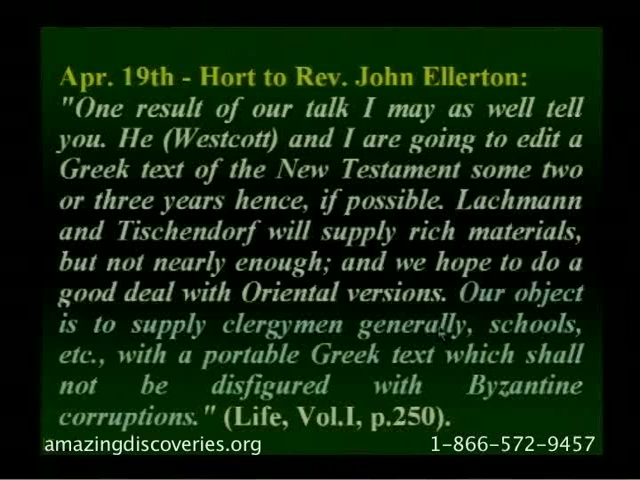 Apr. 19th - Hort to Rev. John Ellerton:
"One result of our talk I may as well tell
you. He (Westcott) and I are going to edit a
Greek text of the New Testament some two
or three years hence, if possible. Lachmann
and Tischendorf will supply rich materials,
but not nearly enough; and we hope to do a
good deal with Oriental versions. Our object
is to supply clergymen generally, schools,
etc., with a portable Greek text which shall
not be disfigured with Byzantine
corruptions." (Life, Vol.I, p.250).
amazingdiscoveries.org 1-866-572-9457